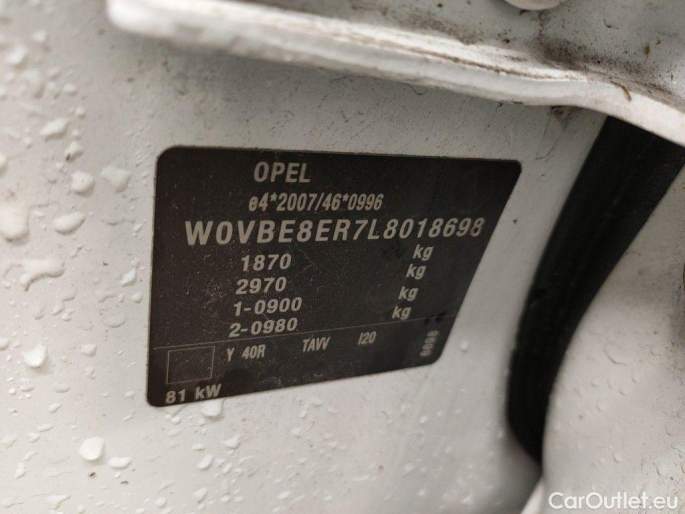 OPEL
e4*2007/46*0996
W0VBE8ER7L8018698
1870 kg
2970 kg
1-0900 kg
2-0980 kg
Y 40R TAVV I20
81 kW
CarOutlet.eu